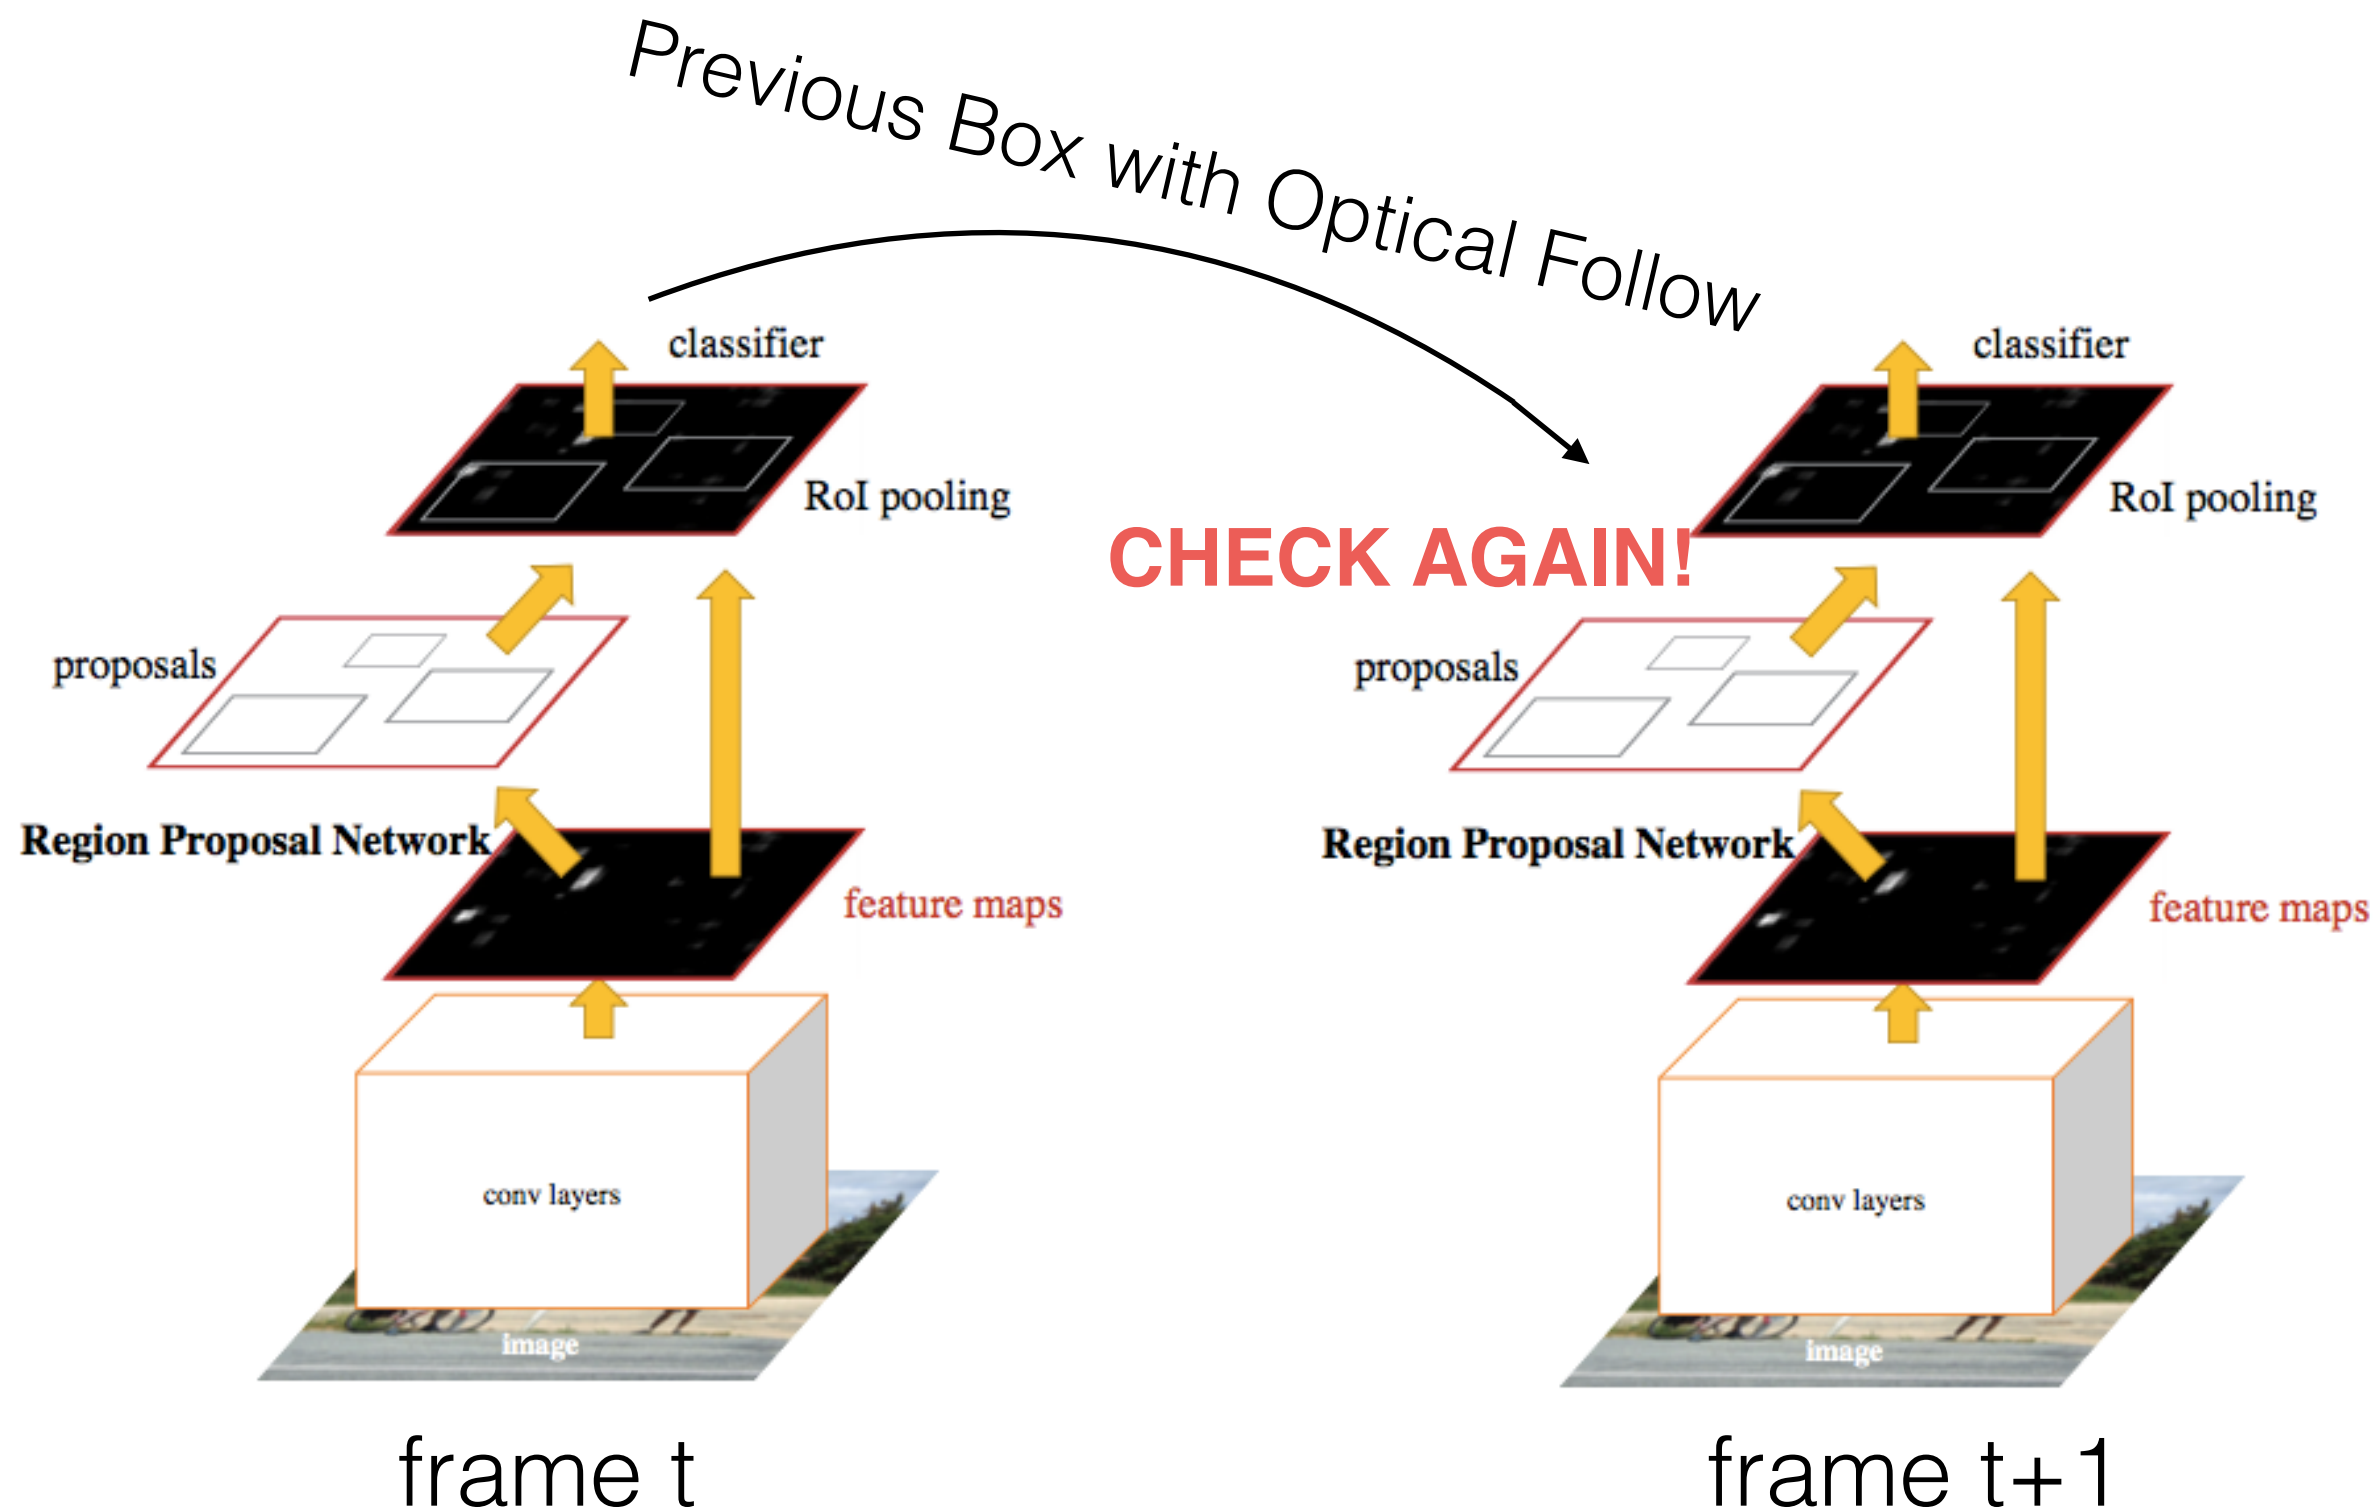 Previous Box with Optical Follow
classifier
RoI pooling
proposals
Region Proposal Network
feature maps
conv layers
image
frame t
CHECK AGAIN!
classifier
RoI pooling
proposals
Region Proposal Network
feature maps
conv layers
image
frame t+1